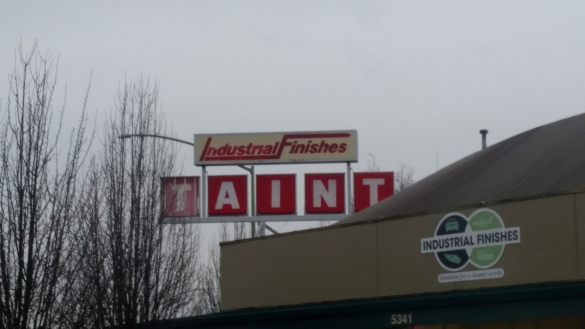 Industrial Finishes
TAINT
INDUSTRIAL FINISHES
5341